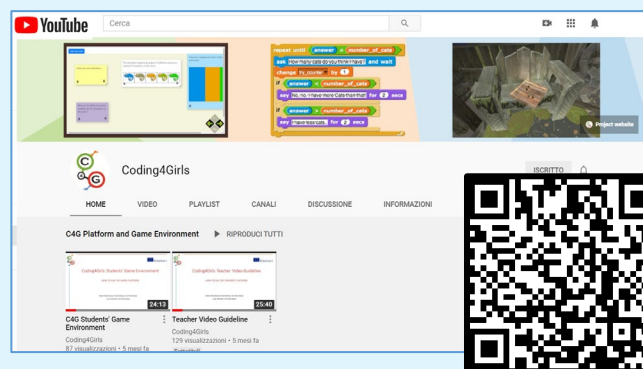 YouTube
Cerca
repeat until answer = number_of_cats
ask How many cats do you think I have? and wait
change try_counter by 1
if answer < number_of_cats
say No, no, I have more Cats than that! for 2 secs
if answer > number_of_cats
say I have less cats. for 2 secs
Project website
C4G
Coding4Girls
ISCRITTO
HOME VIDEO PLAYLIST CANALI DISCUSSIONE INFORMAZIONI
C4G Platform and Game Environment RIPRODUCI TUTTI
Coding4Girls Students' Game Environment
Coding4Girls Teacher Video Guideline
24:13
25:40
C4G Students' Game
Environment
Coding4Girls
87 visualizzazioni • 5 mesi fa
Teacher Video Guideline
Coding4Girls
129 visualizzazioni • 5 mesi fa